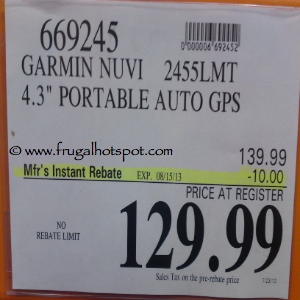 669245
0000006692452
GARMIN NUVI 2455LMT
4.3" PORTABLE AUTO GPS
www.frugalhotspot.com
139.99
Mfr's Instant Rebate EXP. 08/15/13 -10.00
PRICE AT REGISTER
NO
REBATE LIMIT
129.99
Sales Tax on the pre-rebate price